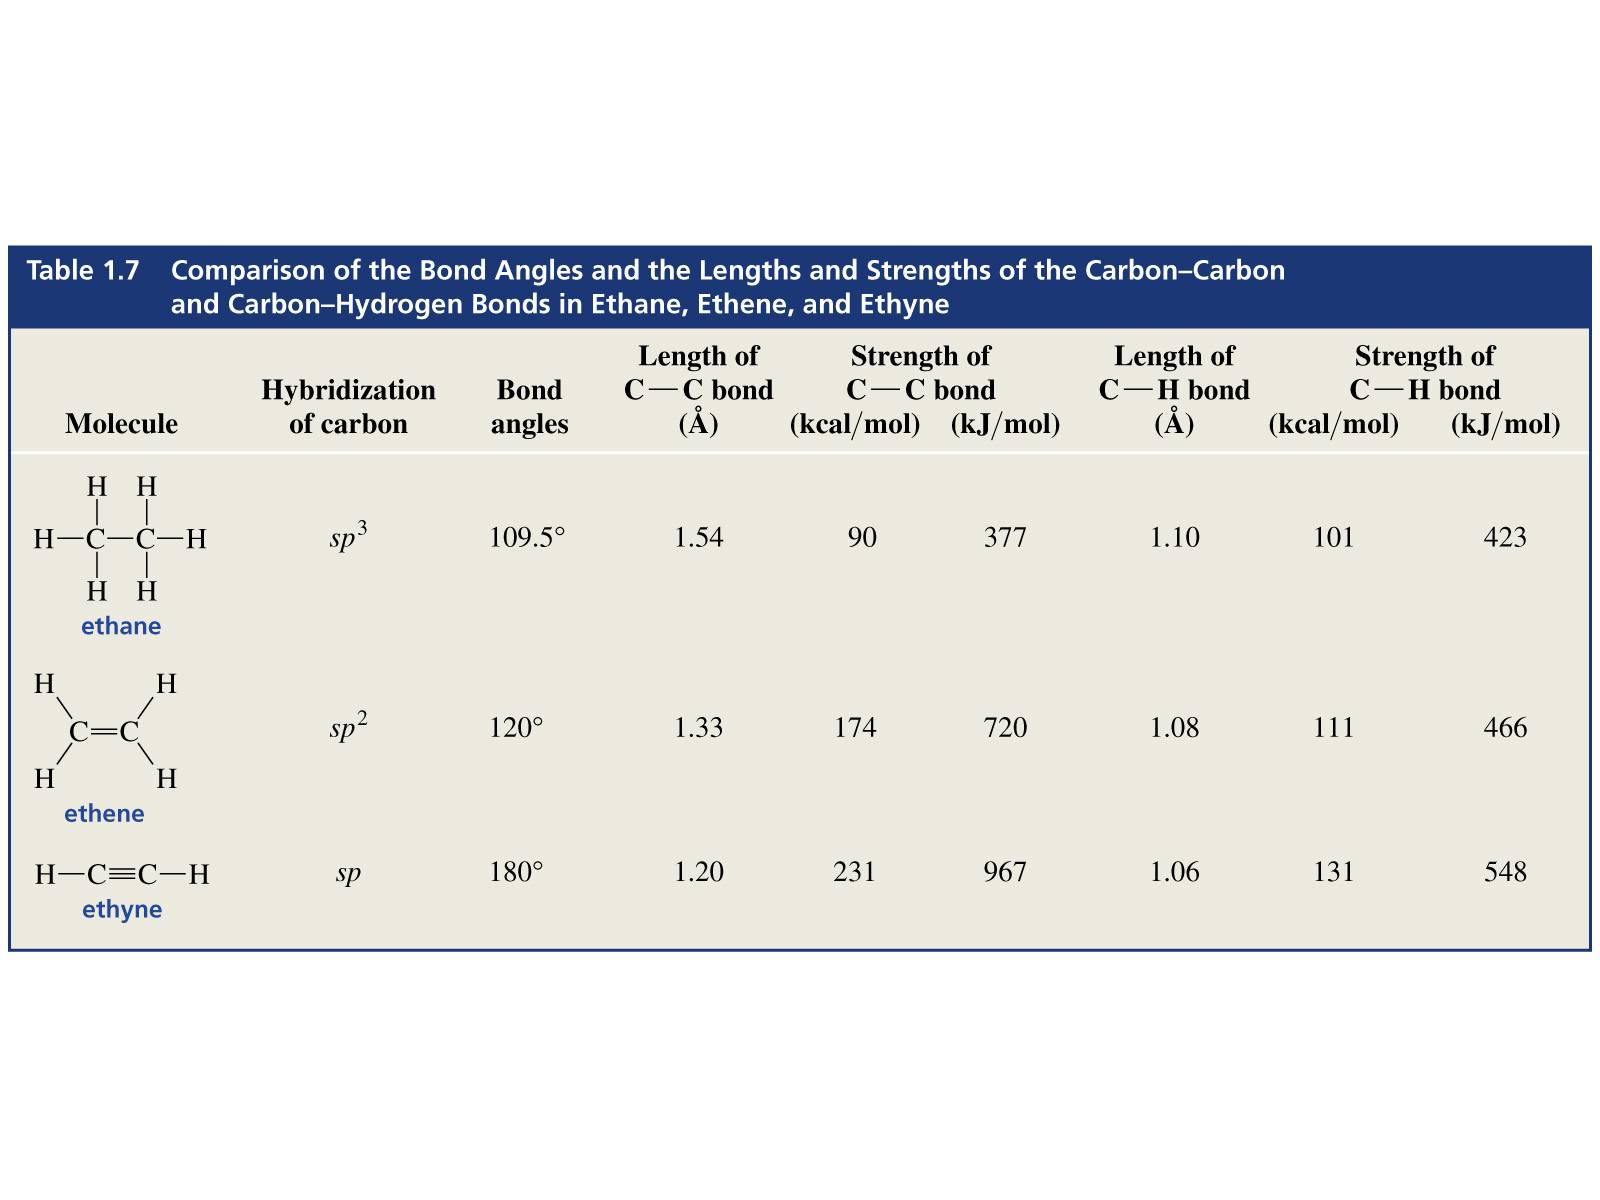 Table 1.7 Comparison of the Bond Angles and the Lengths and Strengths of the Carbon–Carbon
and Carbon–Hydrogen Bonds in Ethane, Ethene, and Ethyne
Length of Strength of Length of Strength of
Hybridization Bond C—C bond C—C bond C—H bond C—H bond
Molecule of carbon angles (Å) (kcal/mol) (kJ/mol) (Å) (kcal/mol) (kJ/mol)
H H
H—C—C—H sp³ 109.5° 1.54 90 377 1.10 101 423
H H
ethane
H H
C=C sp² 120° 1.33 174 720 1.08 111 466
H H
ethene
H—C≡C—H sp 180° 1.20 231 967 1.06 131 548
ethyne